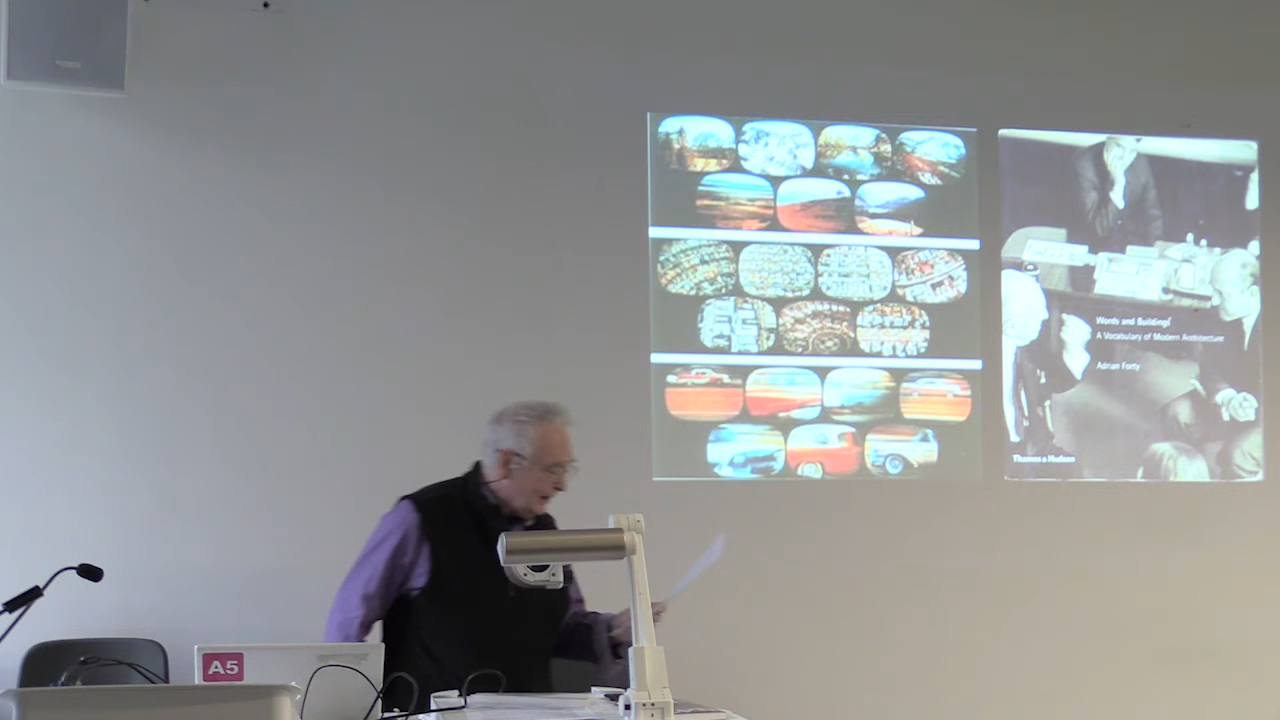 Words and Buildings
A Vocabulary of Modern Architecture
Adrian Forty
Thames & Hudson
A5